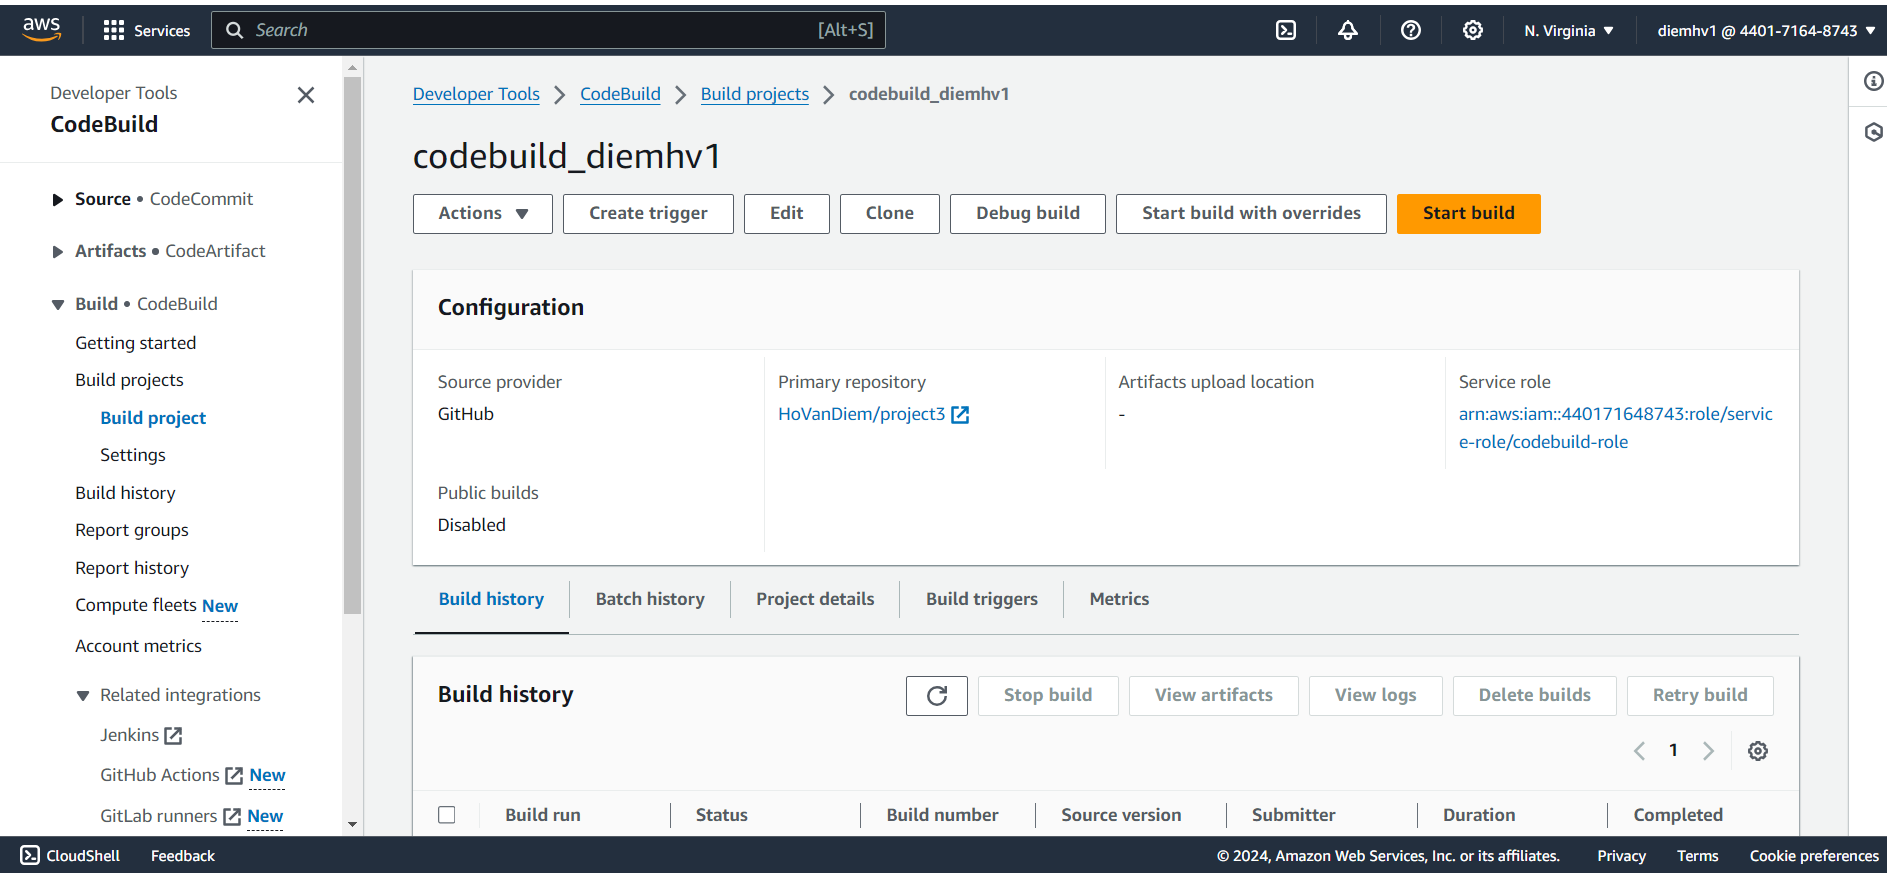 aws
Services
Search
[Alt+S]
N. Virginia
diemhv1 @ 4401-7164-8743
Developer Tools
CodeBuild
Source • CodeCommit
Artifacts • CodeArtifact
Build • CodeBuild
Getting started
Build projects
Build project
Settings
Build history
Report groups
Report history
Compute fleets New
Account metrics
Related integrations
Jenkins
GitHub Actions New
GitLab runners New
Developer Tools > CodeBuild > Build projects > codebuild_diemhv1
codebuild_diemhv1
Actions
Create trigger
Edit
Clone
Debug build
Start build with overrides
Start build
Configuration
Source provider
GitHub
Primary repository
HoVanDiem/project3
Artifacts upload location
-
Service role
arn:aws:iam::440171648743:role/servic
e-role/codebuild-role
Public builds
Disabled
Build history
Batch history
Project details
Build triggers
Metrics
Build history
Stop build
View artifacts
View logs
Delete builds
Retry build
1
Build run
Status
Build number
Source version
Submitter
Duration
Completed
CloudShell
Feedback
© 2024, Amazon Web Services, Inc. or its affiliates.
Privacy
Terms
Cookie preferences